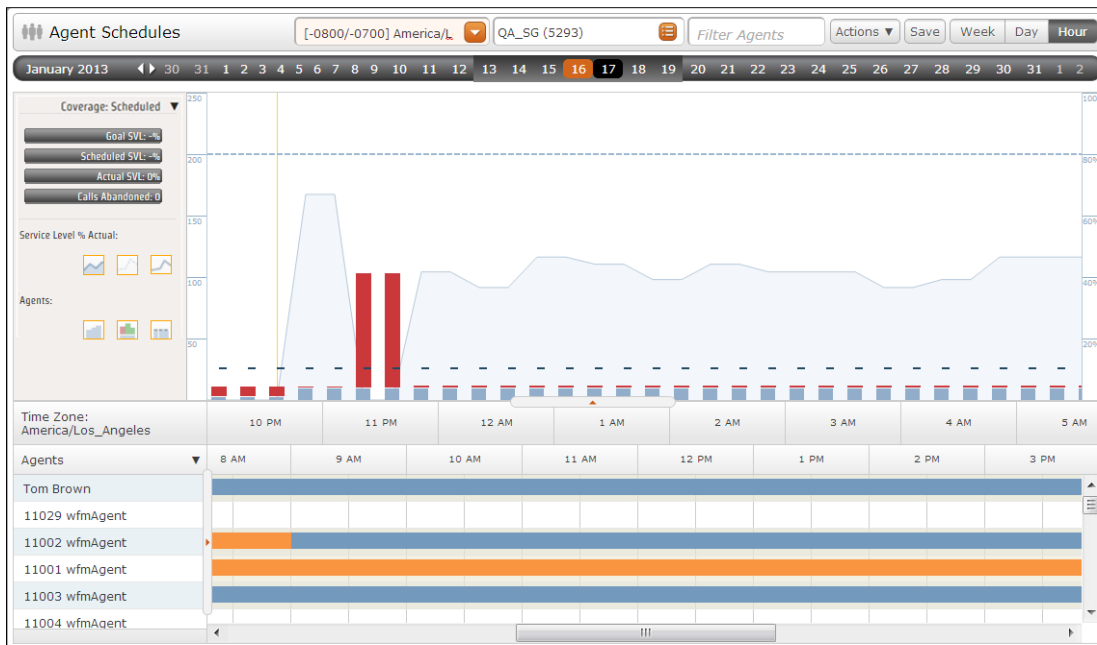 Agent Schedules
[-0800/-0700] America/L
QA_SG (5293)
Filter Agents
Actions ▼
Save
Week
Day
Hour
January 2013 30 31 1 2 3 4 5 6 7 8 9 10 11 12 13 14 15 16 17 18 19 20 21 22 23 24 25 26 27 28 29 30 31 1 2
Coverage: Scheduled ▼
Goal SVL: -%
Scheduled SVL: -%
Actual SVL: 0%
Calls Abandoned: 0
Service Level % Actual:
Agents:
250
200
150
100
50
100
80%
60%
40%
20%
Time Zone:
America/Los_Angeles
10 PM 11 PM 12 AM 1 AM 2 AM 3 AM 4 AM 5 AM
Agents ▼
8 AM 9 AM 10 AM 11 AM 12 PM 1 PM 2 PM 3 PM
Tom Brown
11029 wfmAgent
11002 wfmAgent
11001 wfmAgent
11003 wfmAgent
11004 wfmAgent